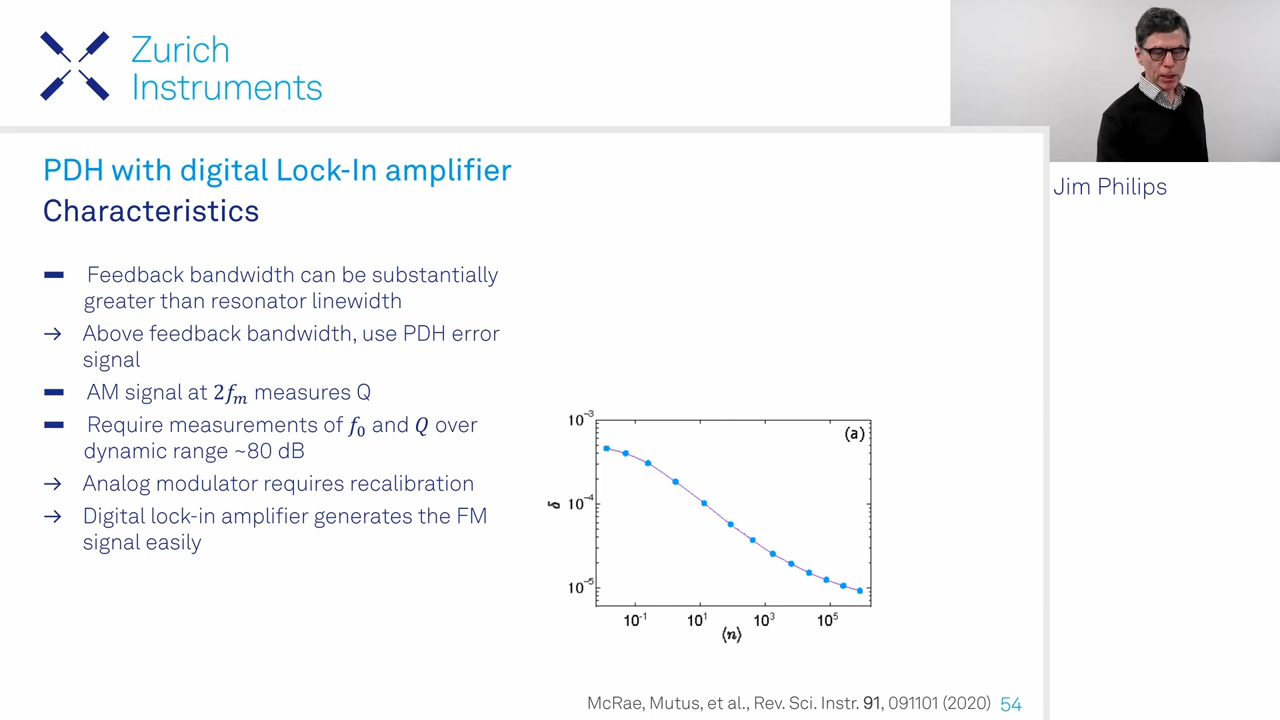 Zurich
Instruments
Jim Philips
PDH with digital Lock-In amplifier
Characteristics
Feedback bandwidth can be substantially
greater than resonator linewidth
→ Above feedback bandwidth, use PDH error
signal
AM signal at 2fₘ measures Q
Require measurements of f₀ and Q over
dynamic range ~80 dB
→ Analog modulator requires recalibration
→ Digital lock-in amplifier generates the FM
signal easily
10⁻³
(a)
δ
10⁻⁴
10⁻⁵
10⁻¹ 10¹ 10³ 10⁵
⟨n⟩
McRae, Mutus, et al., Rev. Sci. Instr. 91, 091101 (2020) 54